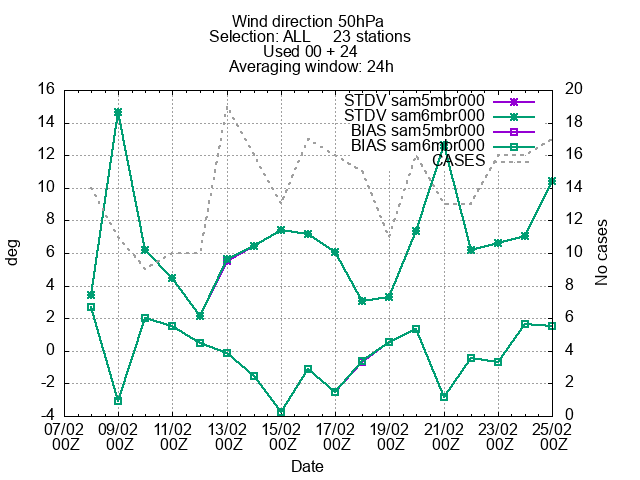 Wind direction 50hPa
Selection: ALL 23 stations
Used 00 + 24
Averaging window: 24h
STDV sam5mbr000
STDV sam6mbr000
BIAS sam5mbr000
BIAS sam6mbr000
CASES
16
14
12
10
8
6
4
2
0
-2
-4
deg
20
18
16
14
12
10
8
6
4
2
0
No cases
07/02 09/02 11/02 13/02 15/02 17/02 19/02 21/02 23/02 25/02
00Z 00Z 00Z 00Z 00Z 00Z 00Z 00Z 00Z 00Z
Date